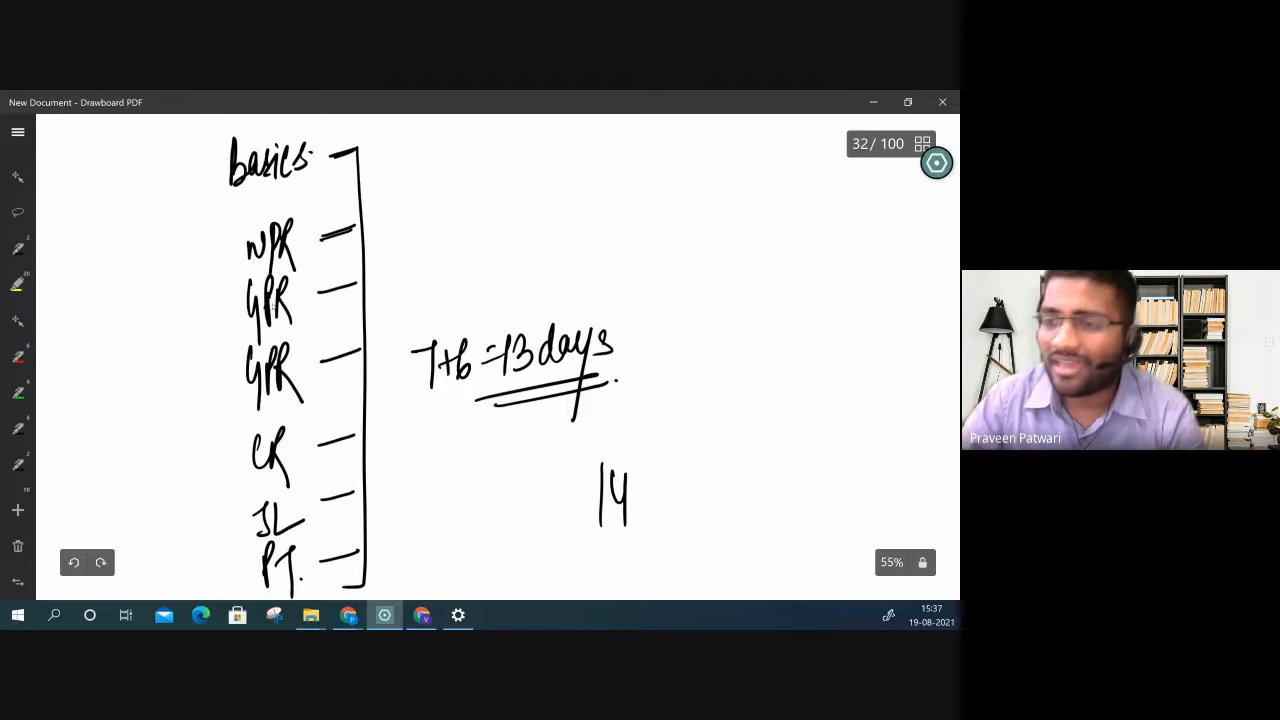 New Document - Drawboard PDF
32 / 100
basics
NPR
GPR
GPR
CR
JL
PT.
7+6 =13 days
14
Praveen Patwari
55%
15:37
19-08-2021